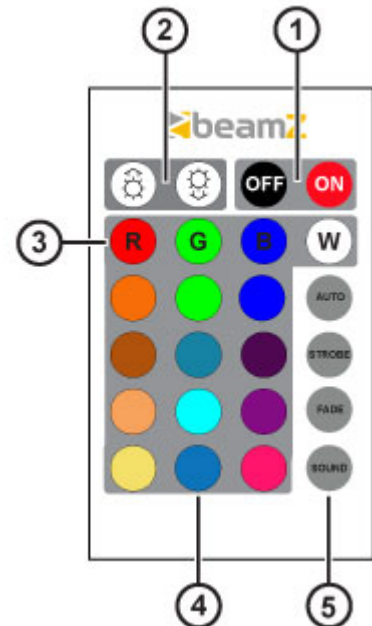 2 1
beamZ
OFF ON
3 R G B W
AUTO
STROBE
FADE
SOUND
4 5